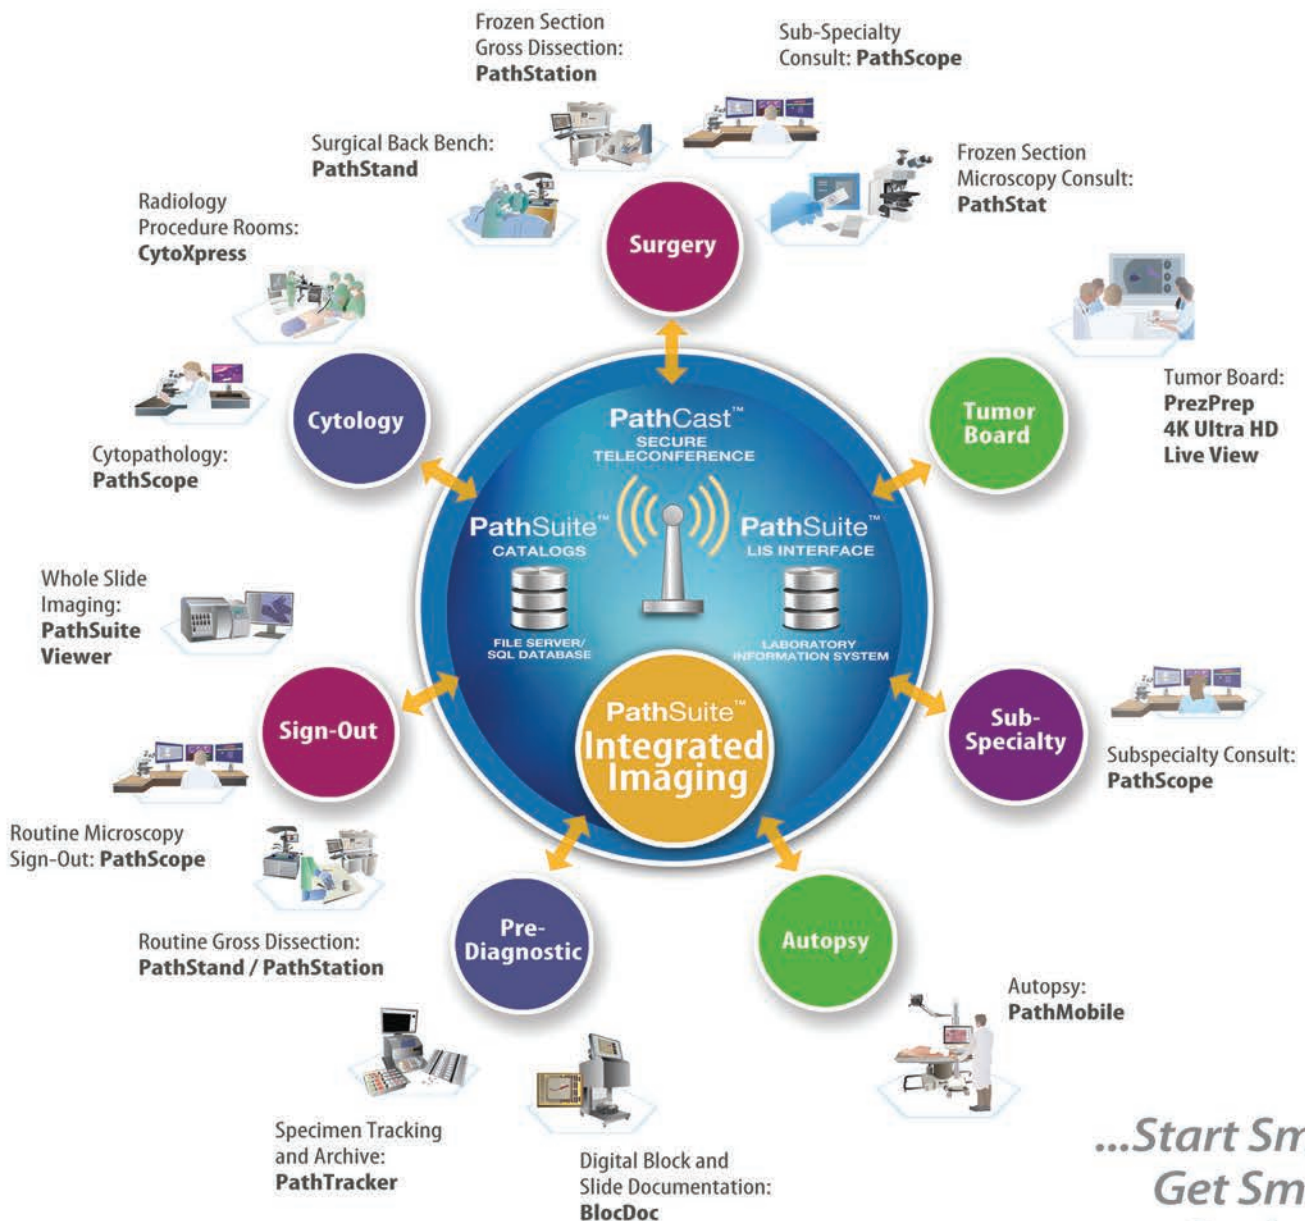 Frozen Section
Gross Dissection:
PathStation
Sub-Specialty
Consult: PathScope
Surgical Back Bench:
PathStand
Frozen Section
Microscopy Consult:
PathStat
Radiology
Procedure Rooms:
CytoXpress
Surgery
Tumor Board:
PrezPrep
4K Ultra HD
Live View
Tumor
Board
Cytology
Cytopathology:
PathScope
PathCast™
SECURE
TELECONFERENCE
PathSuite™
CATALOGS
FILE SERVER/
SQL DATABASE
PathSuite™
LIS INTERFACE
LABORATORY
INFORMATION SYSTEM
Whole Slide
Imaging:
PathSuite
Viewer
Sign-Out
PathSuite™
Integrated
Imaging
Sub-
Specialty
Subspecialty Consult:
PathScope
Routine Microscopy
Sign-Out: PathScope
Routine Gross Dissection:
PathStand / PathStation
Pre-
Diagnostic
Autopsy
Autopsy:
PathMobile
Specimen Tracking
and Archive:
PathTracker
Digital Block and
Slide Documentation:
BlocDoc
...Start Sm
Get Sm